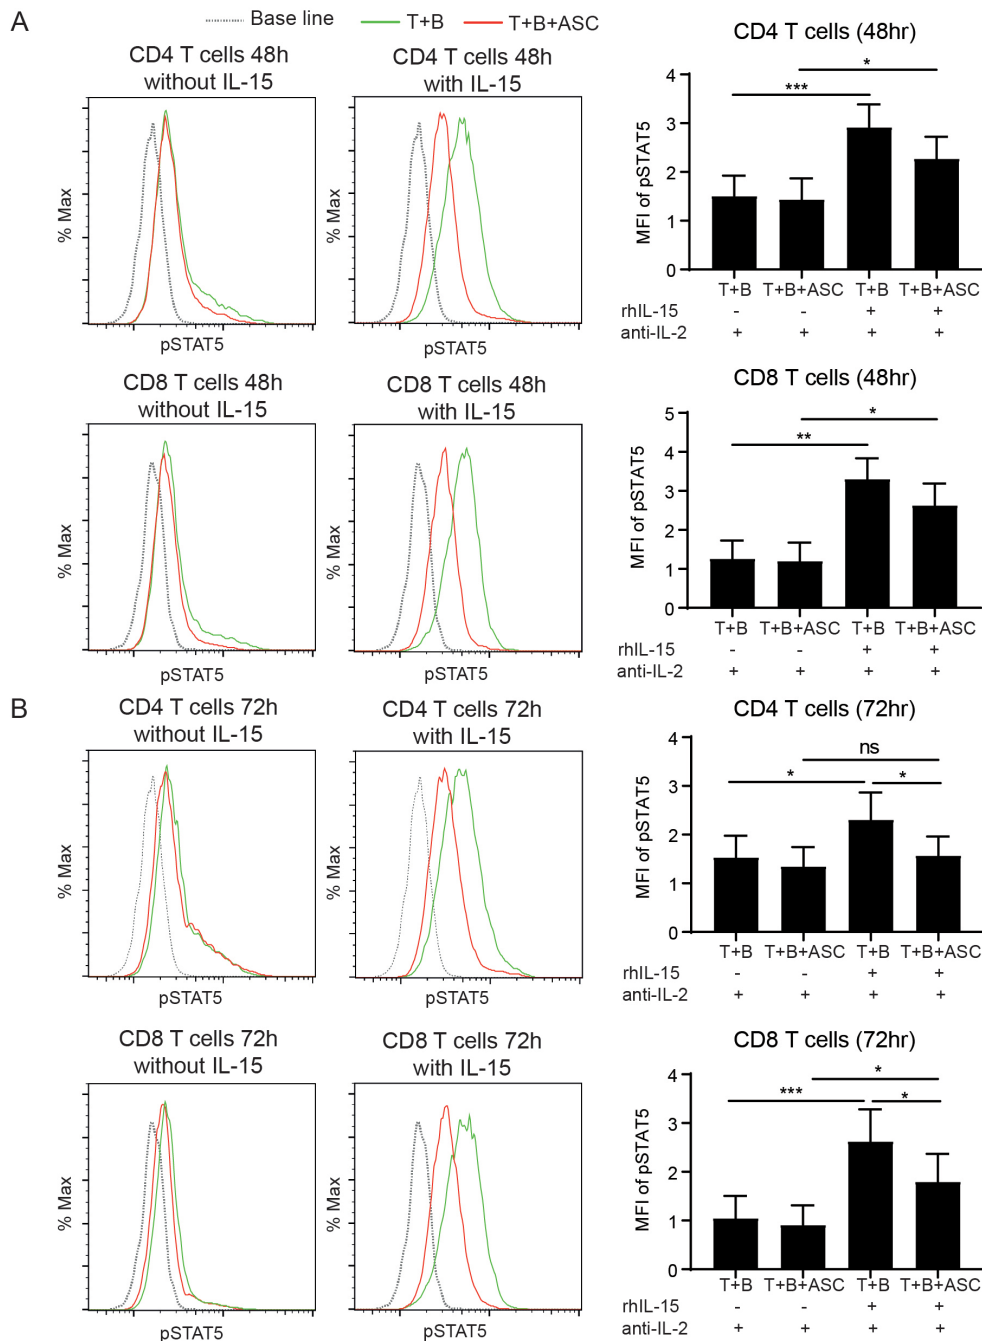 A
Base line T+B T+B+ASC
CD4 T cells 48h
without IL-15
CD4 T cells 48h
with IL-15
CD4 T cells (48hr)
% Max
pSTAT5
% Max
pSTAT5
MFI of pSTAT5
4
3
2
1
0
***
*
T+B T+B+ASC T+B T+B+ASC
rhIL-15 - - + +
anti-IL-2 + + + +
CD8 T cells 48h
without IL-15
CD8 T cells 48h
with IL-15
CD8 T cells (48hr)
% Max
pSTAT5
% Max
pSTAT5
MFI of pSTAT5
5
4
3
2
1
0
**
*
T+B T+B+ASC T+B T+B+ASC
rhIL-15 - - + +
anti-IL-2 + + + +
B
CD4 T cells 72h
without IL-15
CD4 T cells 72h
with IL-15
CD4 T cells (72hr)
% Max
pSTAT5
% Max
pSTAT5
MFI of pSTAT5
4
3
2
1
0
ns
*
*
T+B T+B+ASC T+B T+B+ASC
rhIL-15 - - + +
anti-IL-2 + + + +
CD8 T cells 72h
without IL-15
CD8 T cells 72h
with IL-15
CD8 T cells (72hr)
% Max
pSTAT5
% Max
pSTAT5
MFI of pSTAT5
4
3
2
1
0
*
***
*
T+B T+B+ASC T+B T+B+ASC
rhIL-15 - - + +
anti-IL-2 + + + +